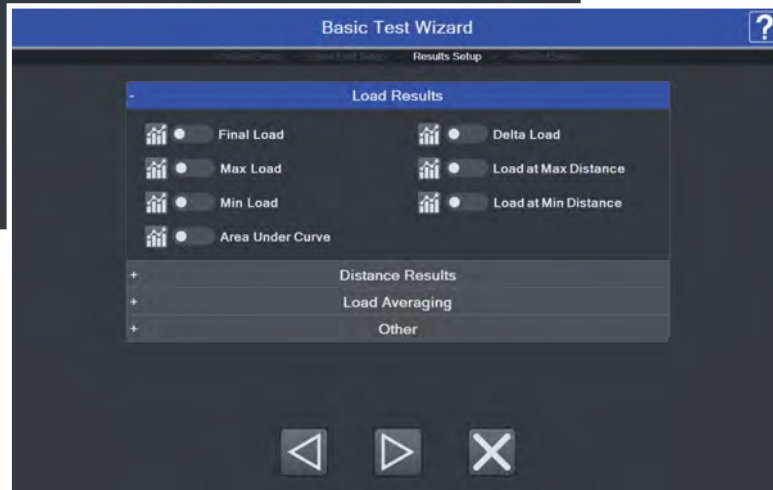 Basic Test Wizard
?
Results Setup
- Load Results
Final Load Delta Load
Max Load Load at Max Distance
Min Load Load at Min Distance
Area Under Curve
+ Distance Results
+ Load Averaging
+ Other